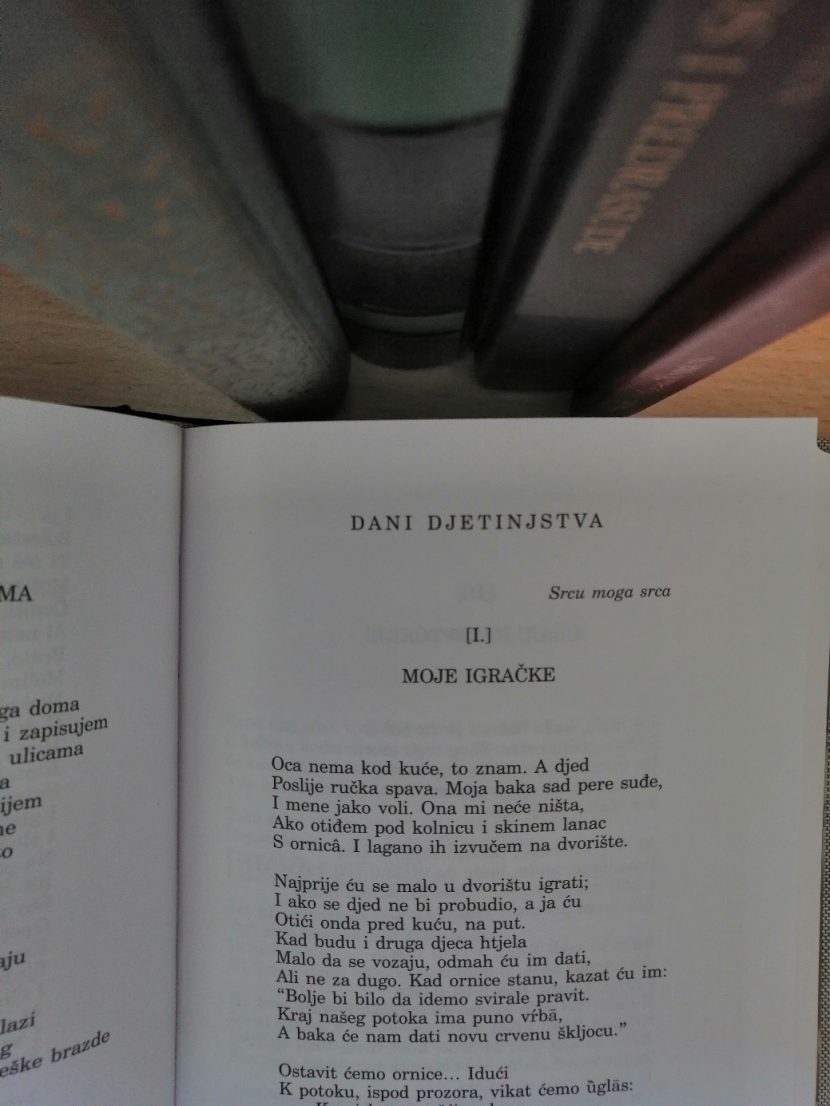 S I PREDRASUDE
MA
ga doma
i zapisujem
ulicama
a
ijem
ne
o
aju
lazi
g
eške brazde
DANI DJETINJSTVA
Srcu moga srca
[I.]
MOJE IGRAČKE
Oca nema kod kuće, to znam. A djed
Poslije ručka spava. Moja baka sad pere suđe,
I mene jako voli. Ona mi neće ništa,
Ako otiđem pod kolnicu i skinem lanac
S ornicâ. I lagano ih izvučem na dvorište.
Najprije ću se malo u dvorištu igrati;
I ako se djed ne bi probudio, a ja ću
Otići onda pred kuću, na put.
Kad budu i druga djeca htjela
Malo da se vozaju, odmah ću im dati,
Ali ne za dugo. Kad ornice stanu, kazat ću im:
“Bolje bi bilo da idemo svirale pravit.
Kraj našeg potoka ima puno vŕbā,
A baka će nam dati novu crvenu škljocu.”
Ostavit ćemo ornice... Idući
K potoku, ispod prozora, vikat ćemo ȕglās: